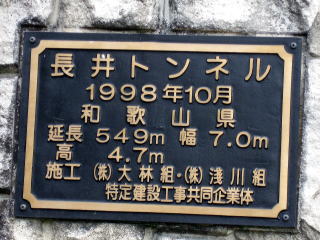 長井トンネル
1998年10月
和歌山県
延長 549m 幅 7.0m
高 4.7m
施工 (株)大林組・(株)淺川組
特定建設工事共同企業体